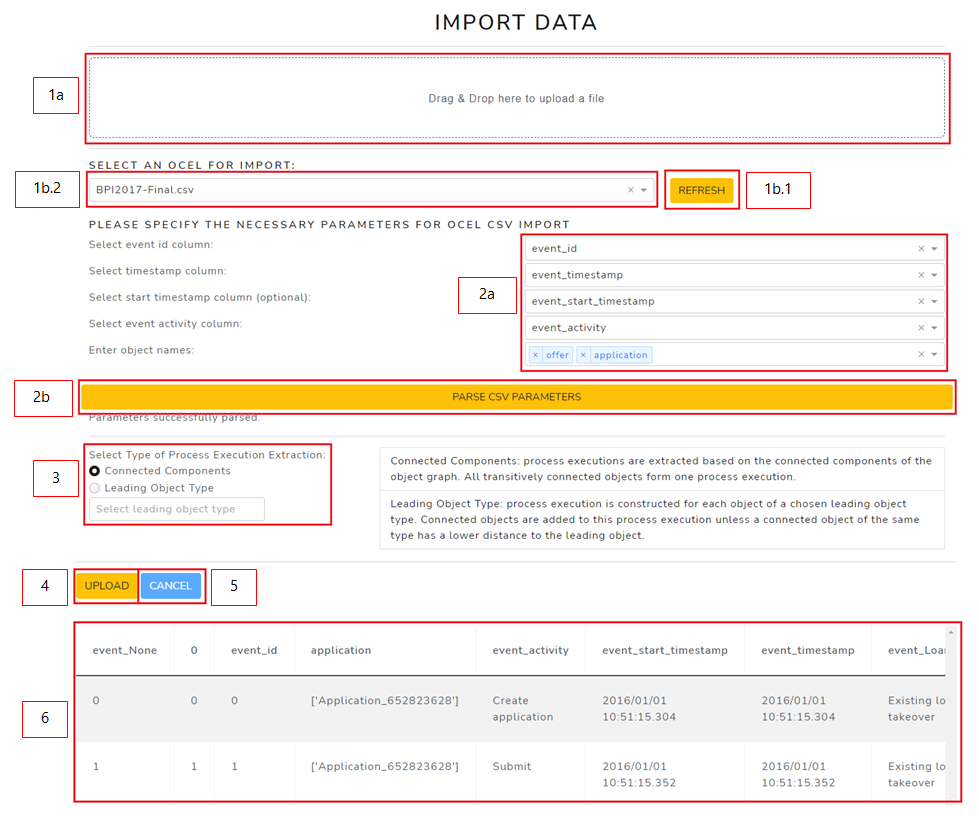 IMPORT DATA
1a
Drag & Drop here to upload a file
SELECT AN OCEL FOR IMPORT:
1b.2
BPI2017-Final.csv
REFRESH
1b.1
PLEASE SPECIFY THE NECESSARY PARAMETERS FOR OCEL CSV IMPORT
Select event id column:
event_id
Select timestamp column:
event_timestamp
2a
Select start timestamp column (optional):
event_start_timestamp
Select event activity column:
event_activity
Enter object names:
× offer × application
2b
PARSE CSV PARAMETERS
Parameters successfully parsed.
3
Select Type of Process Execution Extraction:
Connected Components
Leading Object Type
Select leading object type
Connected Components: process executions are extracted based on the connected components of the
object graph. All transitively connected objects form one process execution.
Leading Object Type: process execution is constructed for each object of a chosen leading object
type. Connected objects are added to this process execution unless a connected object of the same
type has a lower distance to the leading object.
4
UPLOAD
CANCEL
5
6
event_None 0 event_id application event_activity event_start_timestamp event_timestamp event_Loa
0 0 0 ['Application_652823628'] Create 2016/01/01 2016/01/01 Existing lo
application 10:51:15.304 10:51:15.304 takeover
1 1 1 ['Application_652823628'] Submit 2016/01/01 2016/01/01 Existing lo
10:51:15.352 10:51:15.352 takeover